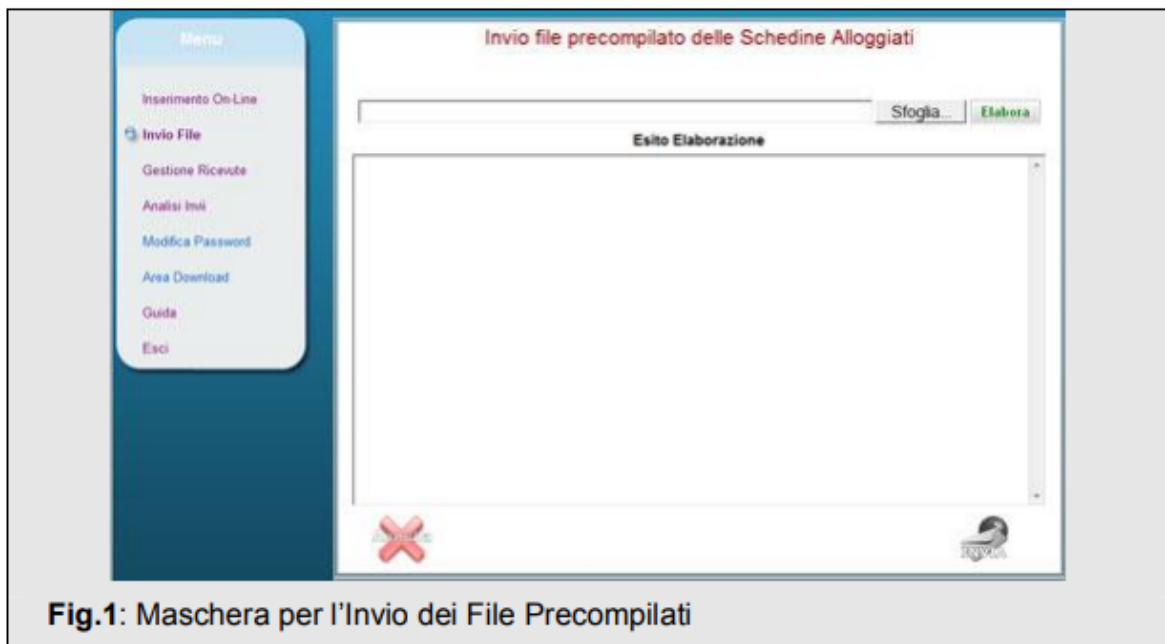 Menu
Inserimento On-Line
Invio File
Gestione Ricevute
Analisi Invii
Modifica Password
Area Download
Guida
Esci
Invio file precompilato delle Schedine Alloggiati
Sfoglia... Elabora
Esito Elaborazione
INVIA
Fig.1: Maschera per l'Invio dei File Precompilati